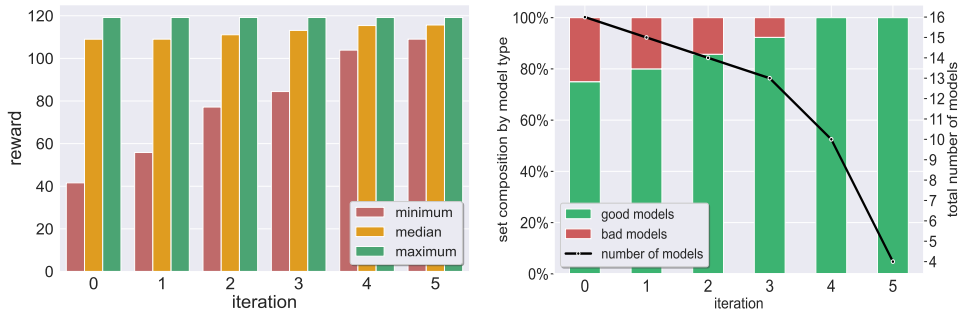 120
100
80
60
40
20
0
reward
minimum
median
maximum
0 1 2 3 4 5
iteration
100%
80%
60%
40%
20%
0%
set composition by model type
good models
bad models
number of models
0 1 2 3 4 5
iteration
16
15
14
13
12
11
10
9
8
7
6
5
4
total number of models